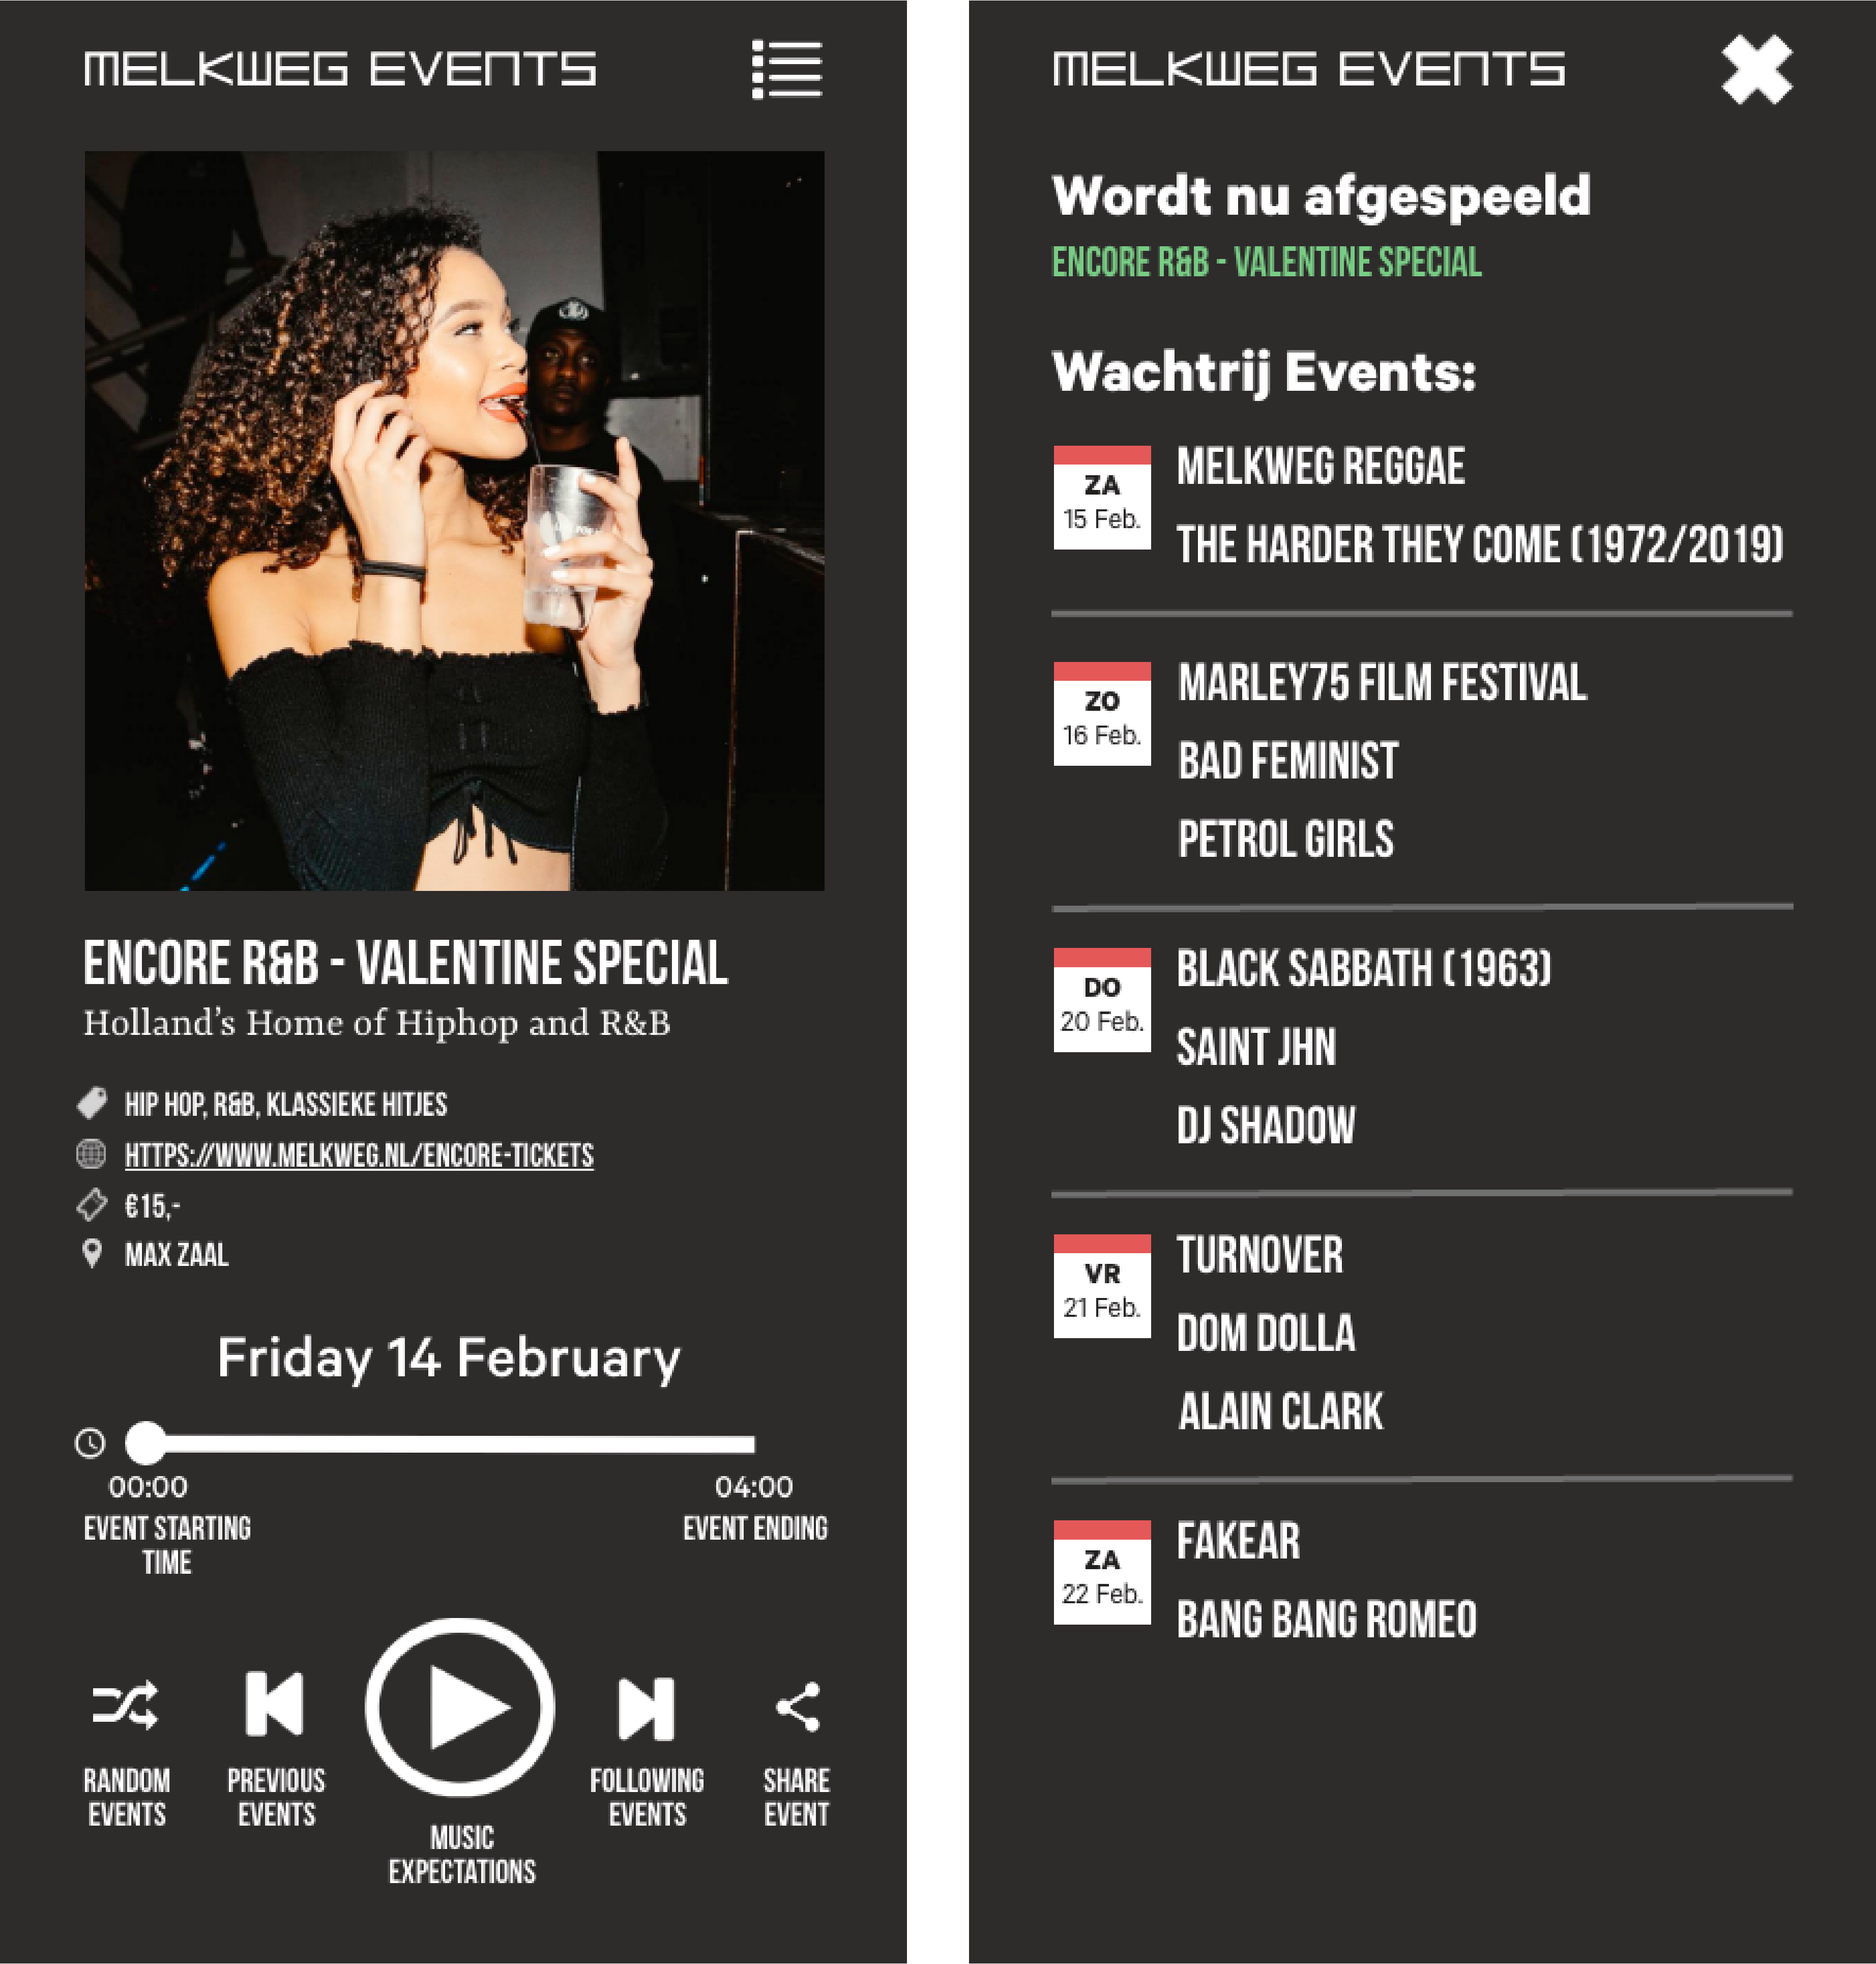 MELKWEG EVENTS
ENCORE R&B - VALENTINE SPECIAL
Holland's Home of Hiphop and R&B
HIP HOP, R&B, KLASSIEKE HITJES
HTTPS://WWW.MELKWEG.NL/ENCORE-TICKETS
€15,-
MAX ZAAL
Friday 14 February
00:00
04:00
EVENT STARTING
TIME
EVENT ENDING
RANDOM
EVENTS
PREVIOUS
EVENTS
MUSIC
EXPECTATIONS
FOLLOWING
EVENTS
SHARE
EVENT
MELKWEG EVENTS
Wordt nu afgespeeld
ENCORE R&B - VALENTINE SPECIAL
Wachtrij Events:
ZA
15 Feb.
MELKWEG REGGAE
THE HARDER THEY COME (1972/2019)
ZO
16 Feb.
MARLEY75 FILM FESTIVAL
BAD FEMINIST
PETROL GIRLS
DO
20 Feb.
BLACK SABBATH (1963)
SAINT JHN
DJ SHADOW
VR
21 Feb.
TURNOVER
DOM DOLLA
ALAIN CLARK
ZA
22 Feb.
FAKEAR
BANG BANG ROMEO